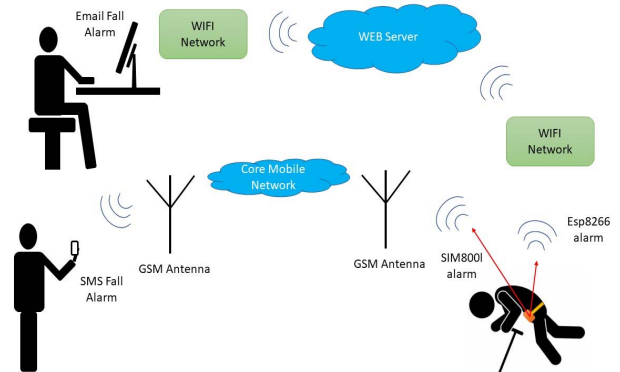 Email Fall
Alarm
WIFI
Network
WEB Server
WIFI
Network
Core Mobile
Network
Esp8266
alarm
GSM Antenna
GSM Antenna
SIM800l
alarm
SMS Fall
Alarm